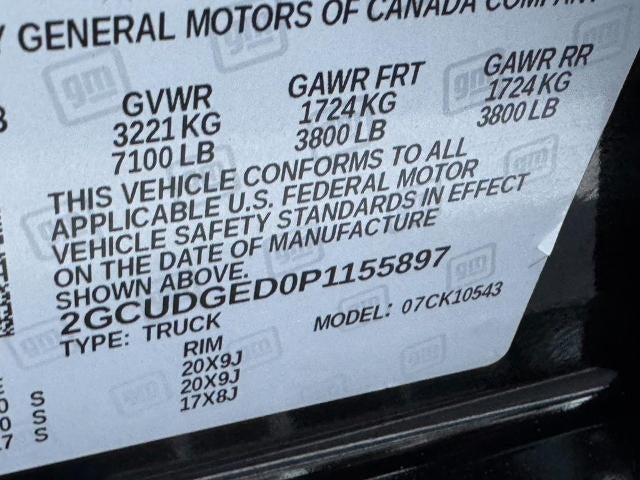 GENERAL MOTORS OF CANADA COMPANY
GVWR GAWR FRT GAWR RR
3221 KG 1724 KG 1724 KG
7100 LB 3800 LB 3800 LB
THIS VEHICLE CONFORMS TO ALL
APPLICABLE U.S. FEDERAL MOTOR
VEHICLE SAFETY STANDARDS IN EFFECT
ON THE DATE OF MANUFACTURE
SHOWN ABOVE.
2GCUDGED0P1155897
TYPE: TRUCK MODEL: 07CK10543
RIM
S 20X9J
S 20X9J
S 17X8J
gm